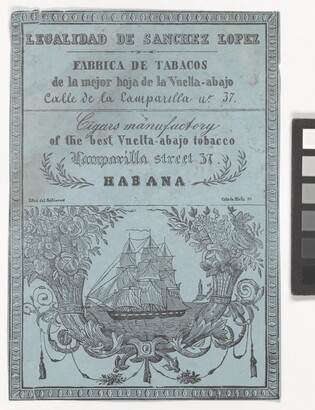 LEGALIDAD DE SANCHEZ LOPEZ
FABRICA DE TABACOS
de la mejor hoja de la Vuelta-abajo
Calle de la Lamparilla nº 37.
Cigars manufactory
of the best Vuelta-abajo tobacco
Lamparilla street 37.
HABANA